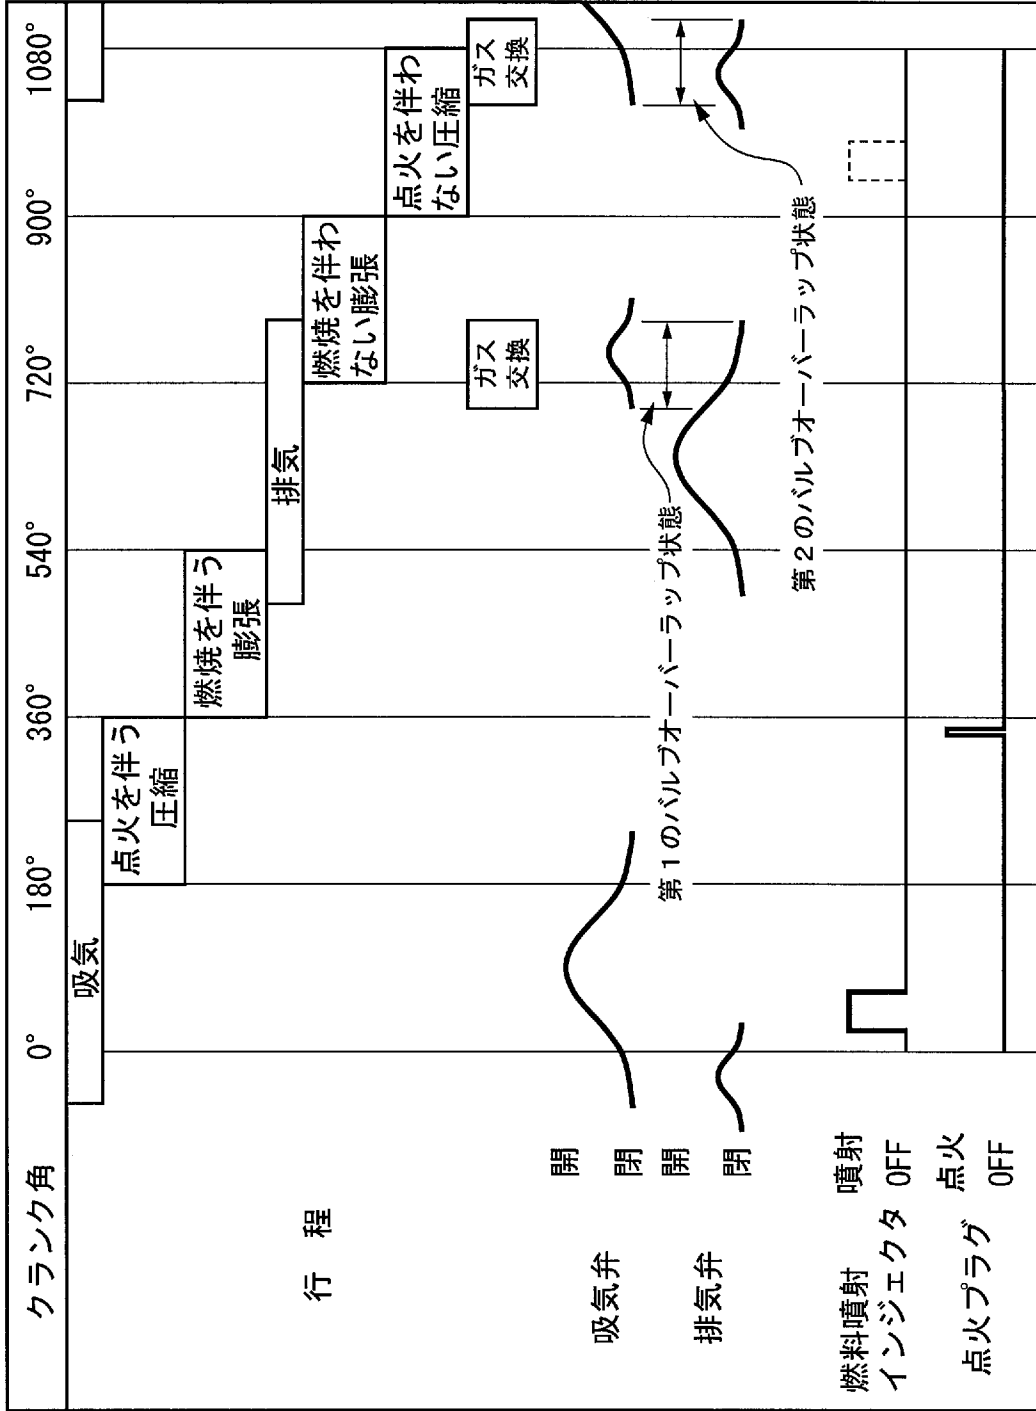 クランク角
0°
180°
360°
540°
720°
900°
1080°
行 程
吸気
点火を伴う
圧縮
燃焼を伴う
膨張
排気
燃焼を伴わ
ない膨張
点火を伴わ
ない圧縮
ガス
交換
ガス
交換
吸気弁
開
閉
第1のバルブオーバーラップ状態
排気弁
開
閉
第2のバルブオーバーラップ状態
燃料噴射
インジェクタ
噴射
OFF
点火プラグ
点火
OFF